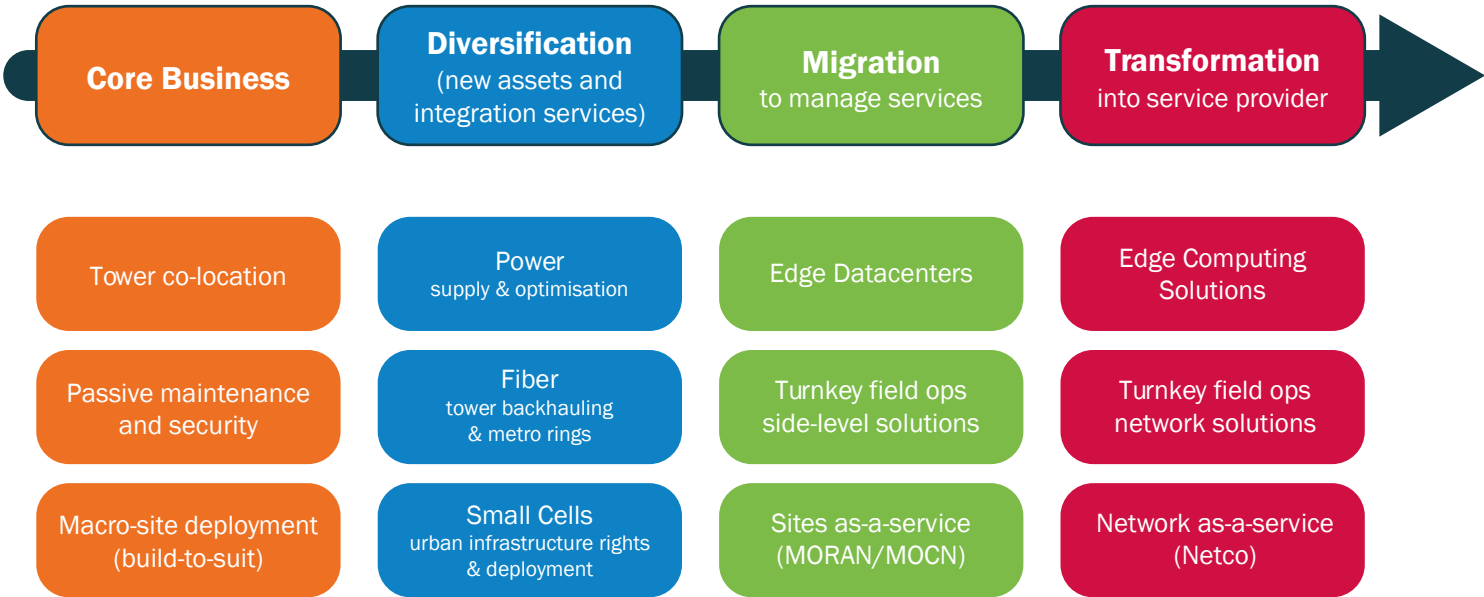 Core Business
Diversification
(new assets and
integration services)
Migration
to manage services
Transformation
into service provider
Tower co-location
Power
supply & optimisation
Edge Datacenters
Edge Computing
Solutions
Passive maintenance
and security
Fiber
tower backhauling
& metro rings
Turnkey field ops
side-level solutions
Turnkey field ops
network solutions
Macro-site deployment
(build-to-suit)
Small Cells
urban infrastructure rights
& deployment
Sites as-a-service
(MORAN/MOCN)
Network as-a-service
(Netco)